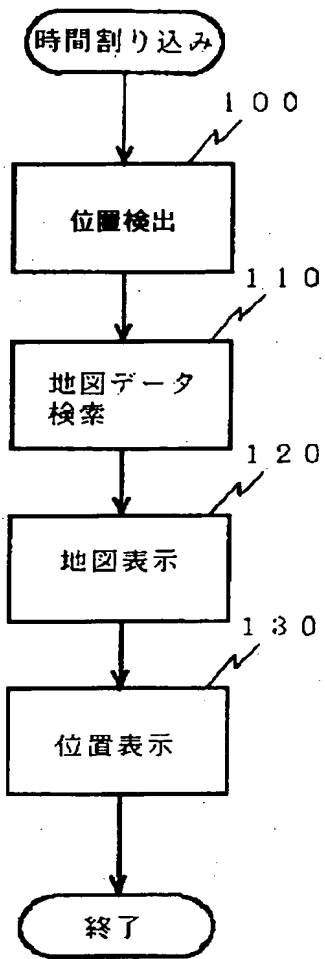 時間割り込み
１００
位置検出
１１０
地図データ
検索
１２０
地図表示
１３０
位置表示
終了